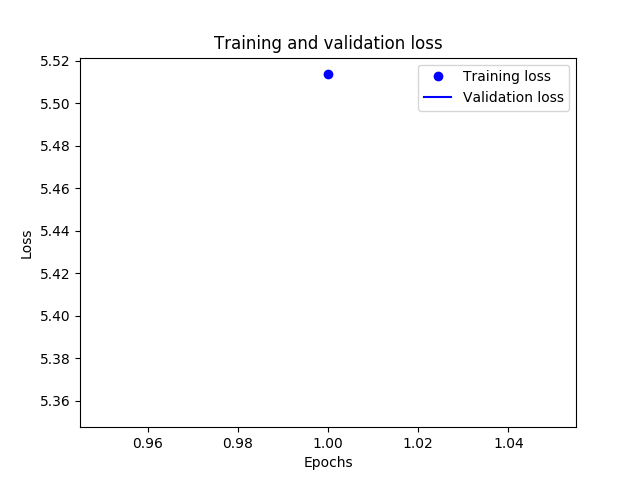 Training and validation loss
Training loss
Validation loss
5.52
5.50
5.48
5.46
5.44
5.42
5.40
5.38
5.36
Loss
0.96
0.98
1.00
1.02
1.04
Epochs